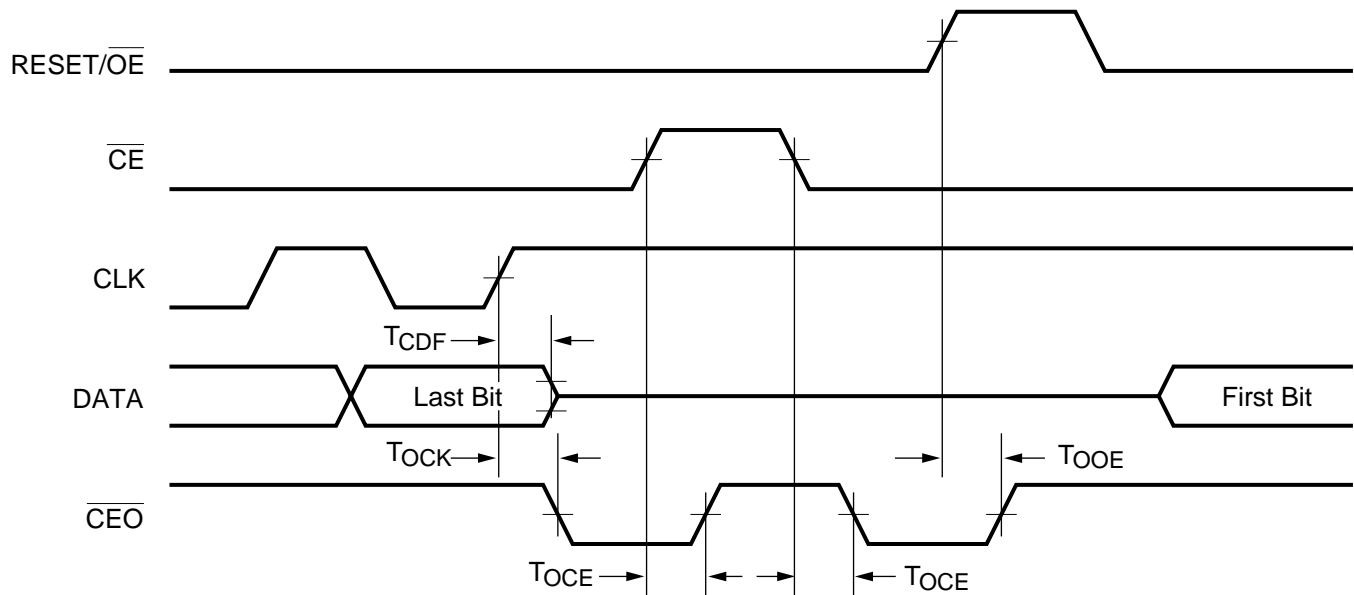 RESET/OE
CE
CLK
TCDF
DATA
Last Bit
First Bit
TOCK
TOOE
CEO
TOCE
TOCE